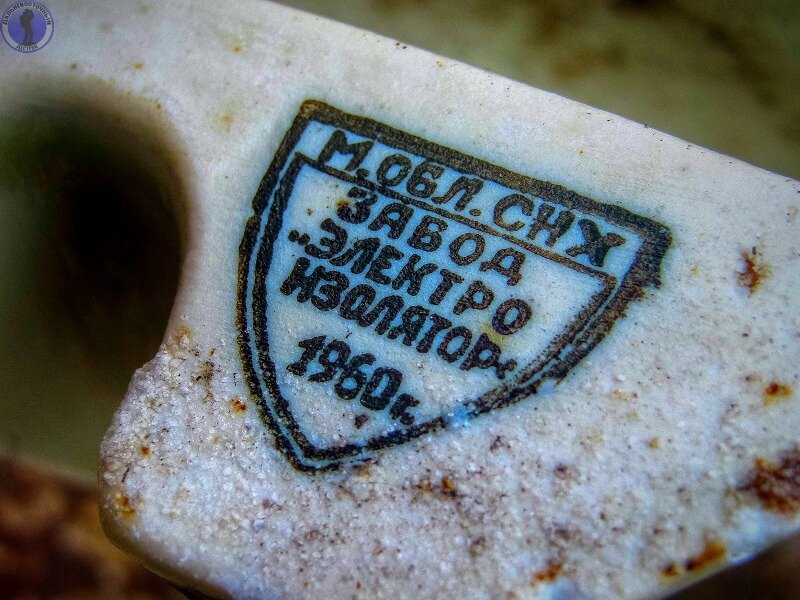 М.ОБЛ.СНХ
ЗАВОД
„ЭЛЕКТРО
ИЗОЛЯТОР“
1960г.